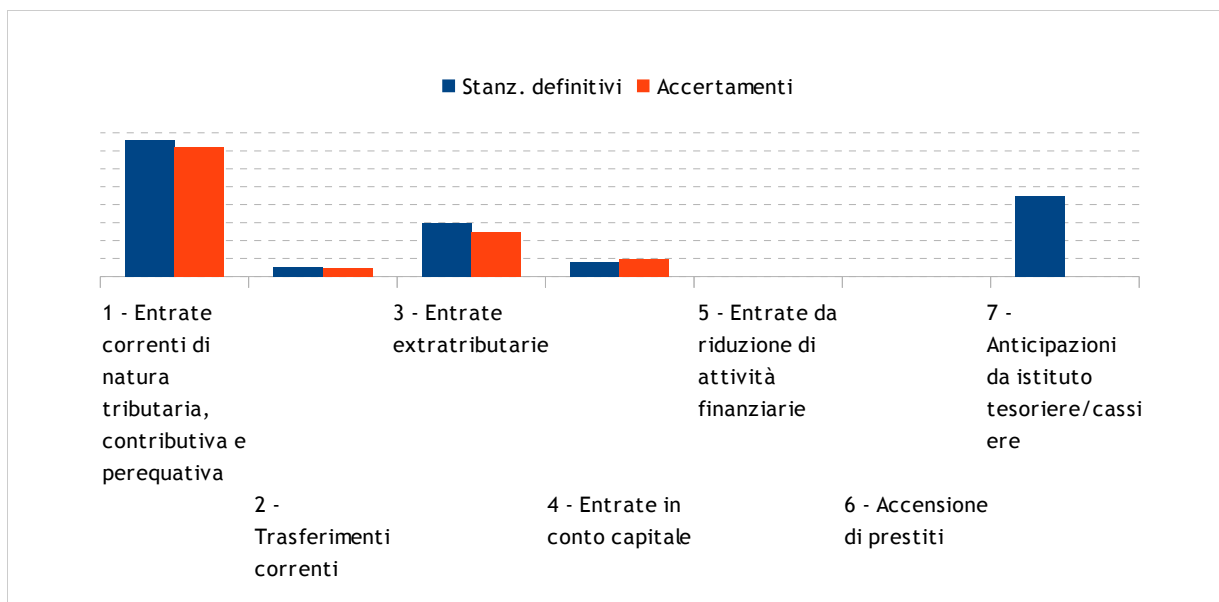 Stanz. definitivi Accertamenti
1 - Entrate
correnti di
natura
tributaria,
contributiva e
perequativa
2 -
Trasferimenti
correnti
3 - Entrate
extratributarie
4 - Entrate in
conto capitale
5 - Entrate da
riduzione di
attività
finanziarie
6 - Accensione
di prestiti
7 -
Anticipazioni
da istituto
tesoriere/cassi
ere